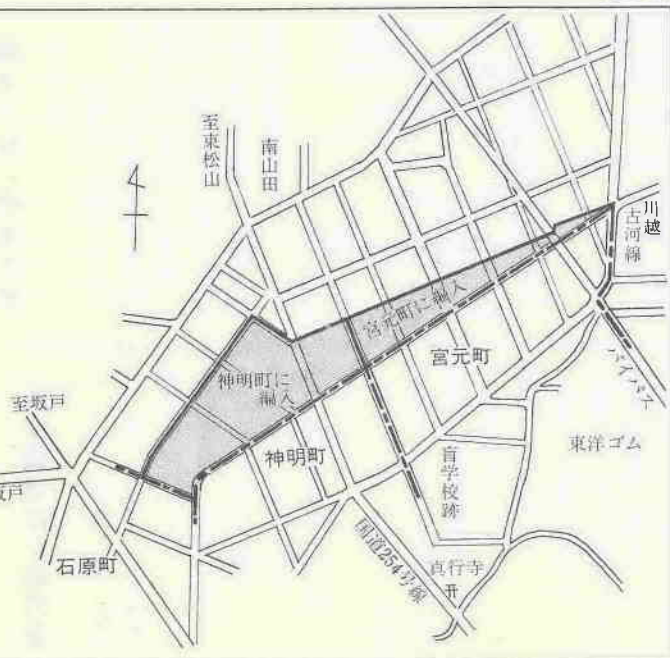 至東松山
南山田
川越
古河線
宮元町に編入
宮元町
バイパス
神明町に
編入
至坂戸
神明町
東洋ゴム
盲学校跡
石原町
国道254号線
真行寺